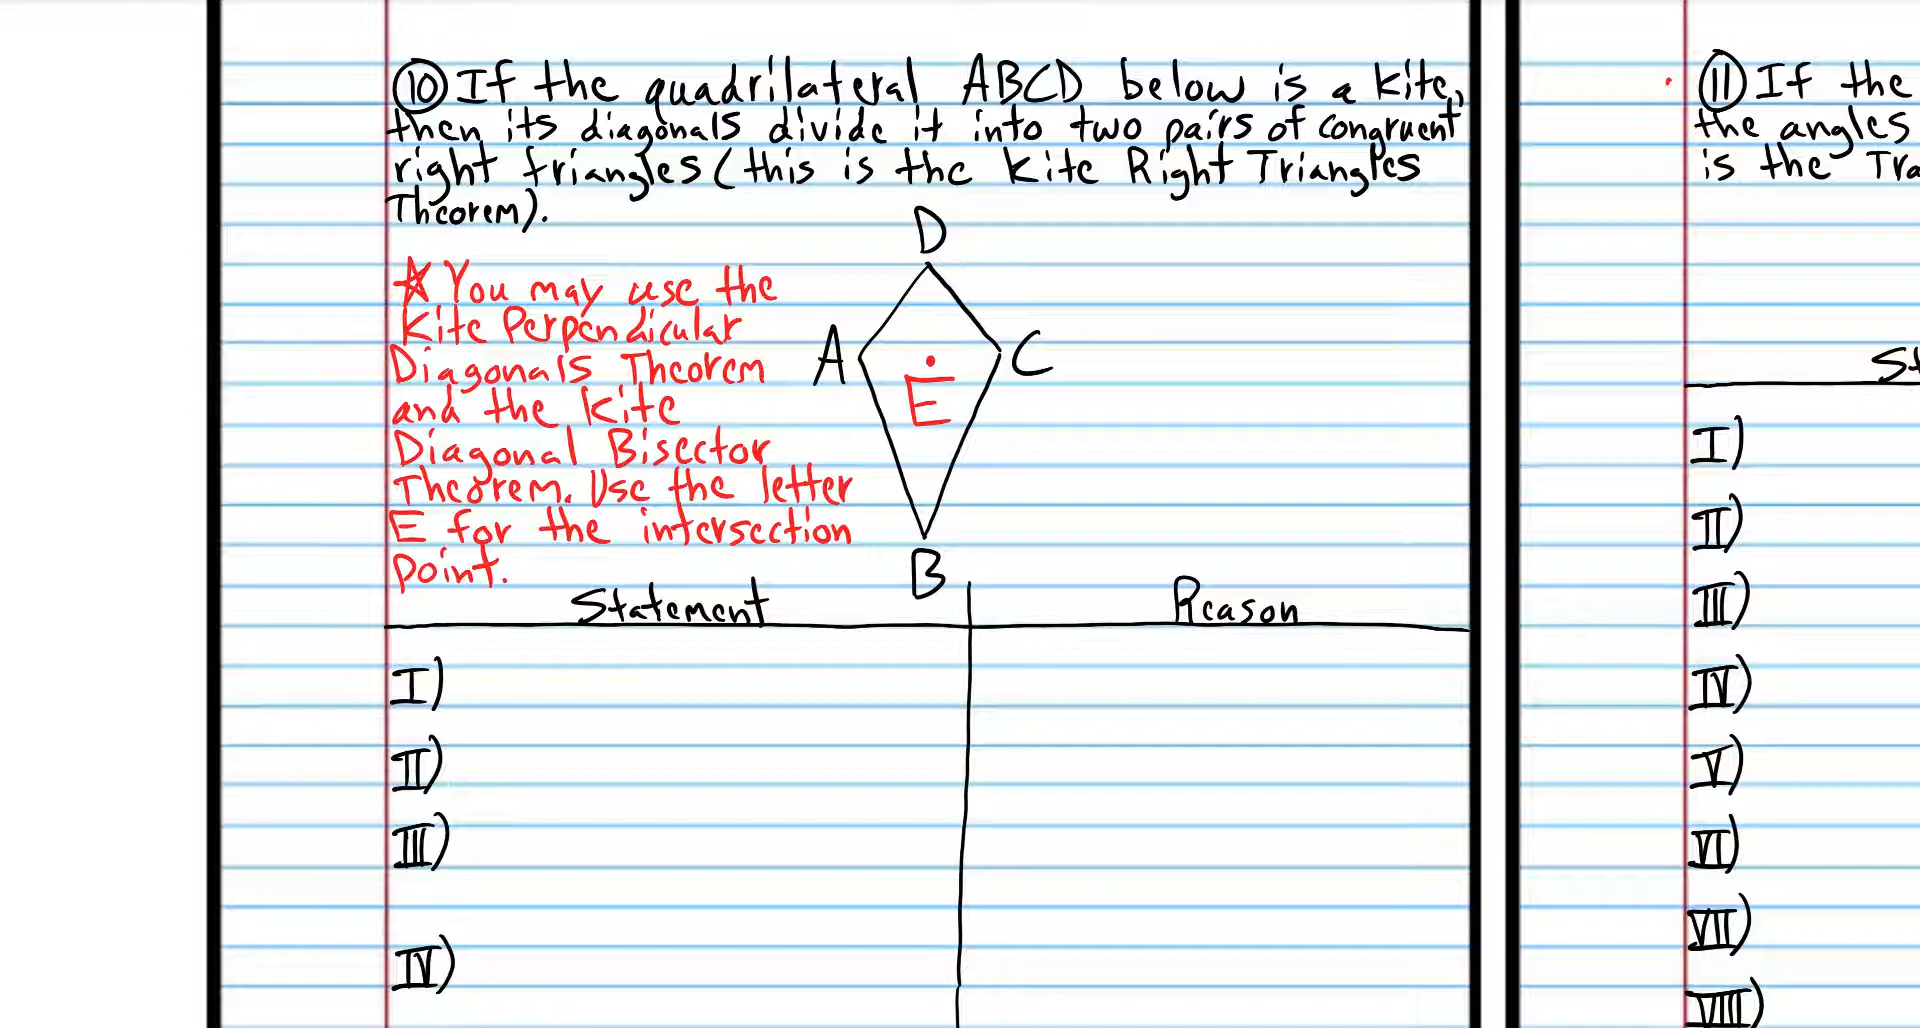 10 If the quadrilateral ABCD below is a kite,
then its diagonals divide it into two pairs of congruent
right triangles (this is the Kite Right Triangles
Theorem).
D
☆ You may use the
Kite Perpendicular
Diagonals Theorem
and the Kite
Diagonal Bisector
Theorem. Use the letter
E for the intersection
point.
A
C
E
B
Statement
Reason
I)
II)
III)
IV)
11 If the
the angles
is the Tra
St
I)
II)
III)
IV)
V)
VI)
VII)
VIII)